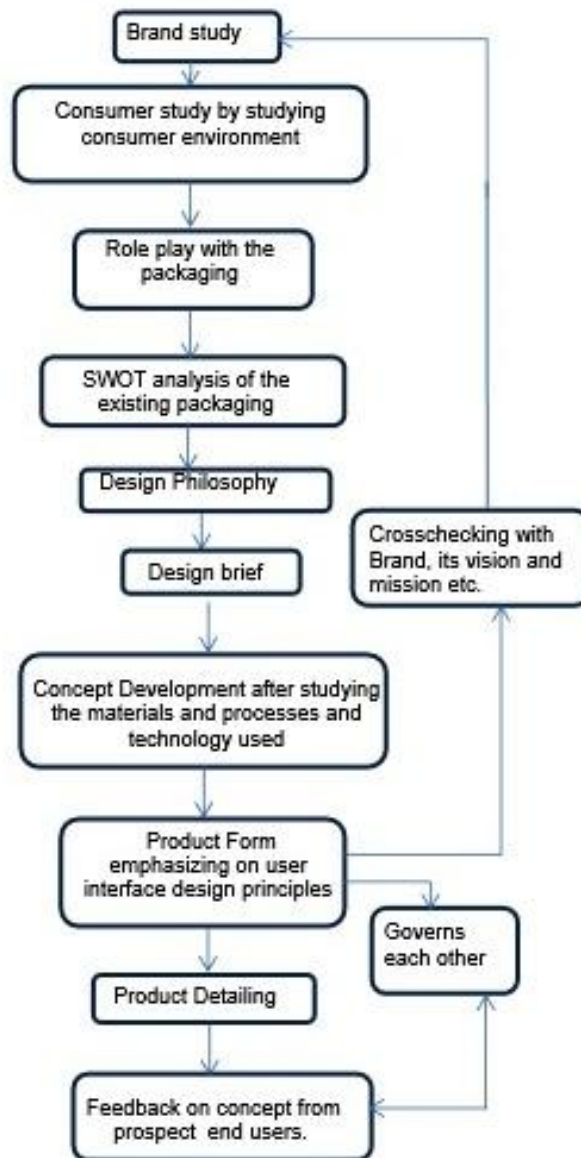 Brand study
Consumer study by studying
consumer environment
Role play with the
packaging
SWOT analysis of the
existing packaging
Design Philosophy
Design brief
Crosschecking with
Brand, its vision and
mission etc.
Concept Development after studying
the materials and processes and
technology used
Product Form
emphasizing on user
interface design principles
Governs
each other
Product Detailing
Feedback on concept from
prospect end users.